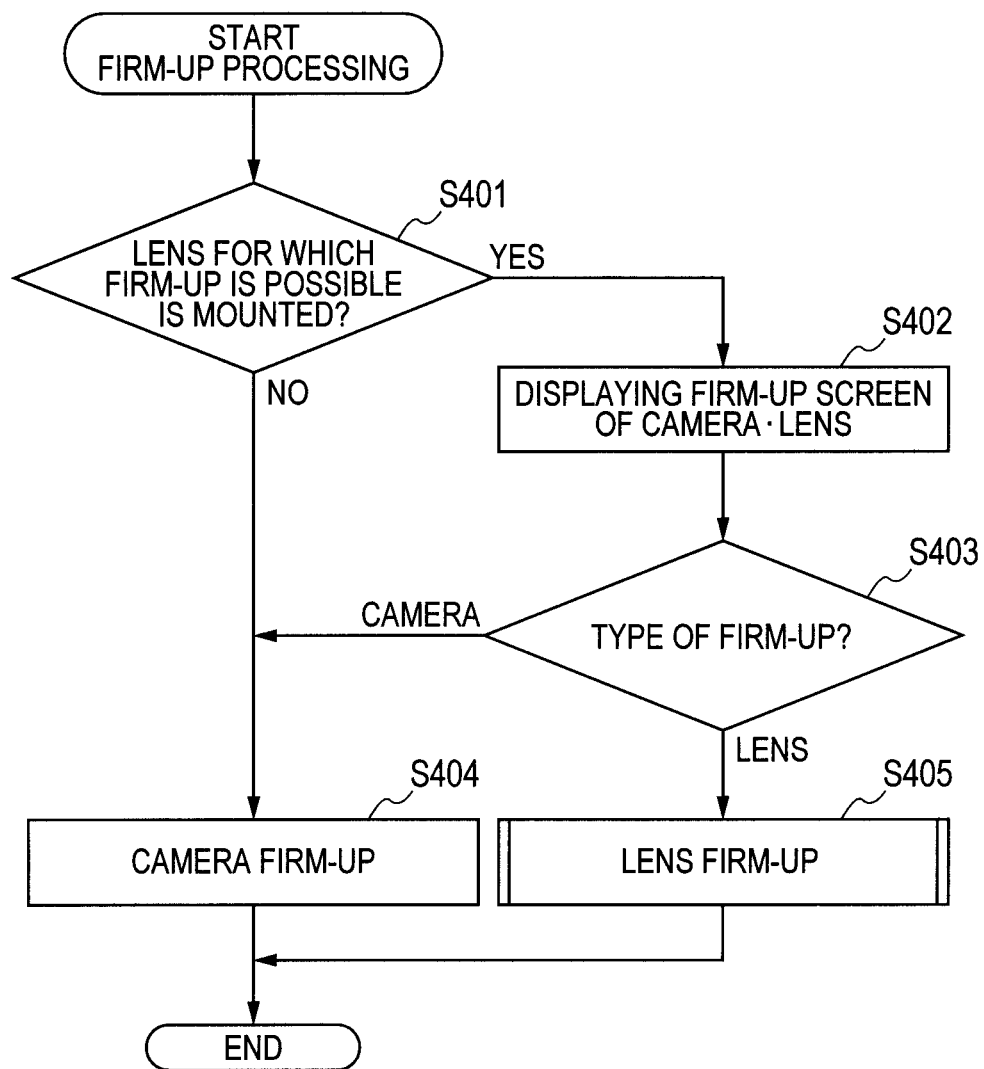 START
FIRM-UP PROCESSING
S401
LENS FOR WHICH
FIRM-UP IS POSSIBLE
IS MOUNTED?
YES
NO
S402
DISPLAYING FIRM-UP SCREEN
OF CAMERA·LENS
S403
CAMERA
TYPE OF FIRM-UP?
LENS
S404
CAMERA FIRM-UP
S405
LENS FIRM-UP
END